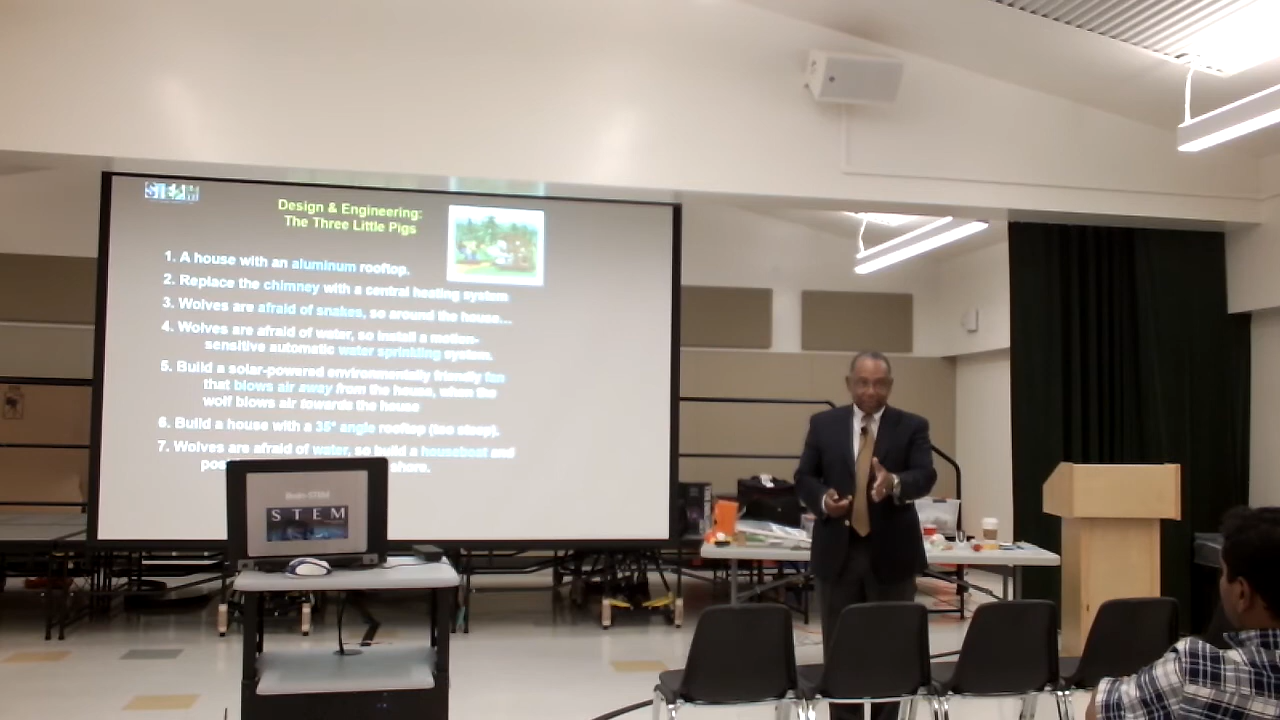 STEM
Design & Engineering:
The Three Little Pigs
1. A house with an aluminum rooftop.
2. Replace the chimney with a central heating system
3. Wolves are afraid of snakes, so around the house...
4. Wolves are afraid of water, so install a motion-
sensitive automatic water sprinkling system.
5. Build a solar-powered environmentally friendly fan
that blows air away from the house, when the
wolf blows air towards the house
6. Build a house with a 35° angle rooftop (too steep).
7. Wolves are afraid of water, so build a houseboat and
shore.
STEM